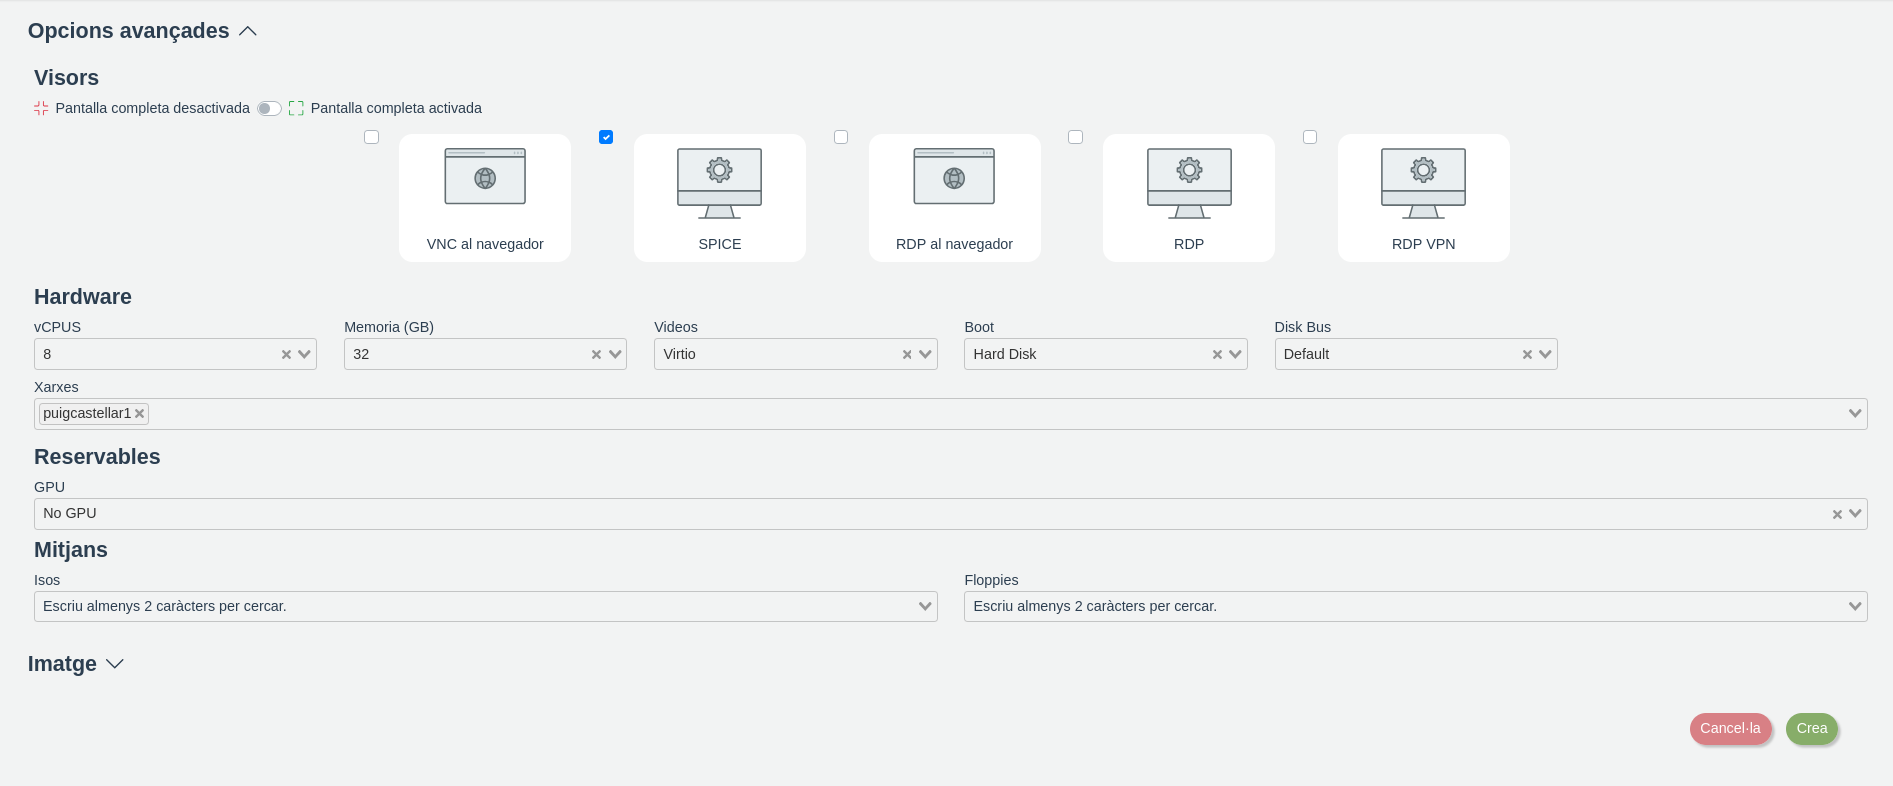 Opcions avançades
Visors
Pantalla completa desactivada Pantalla completa activada
VNC al navegador SPICE RDP al navegador RDP RDP VPN
Hardware
vCPUS Memoria (GB) Videos Boot Disk Bus
8 32 Virtio Hard Disk Default
Xarxes
puigcastellar1
Reservables
GPU
No GPU
Mitjans
Isos Floppies
Escriu almenys 2 caràcters per cercar. Escriu almenys 2 caràcters per cercar.
Imatge
Cancel·la Crea